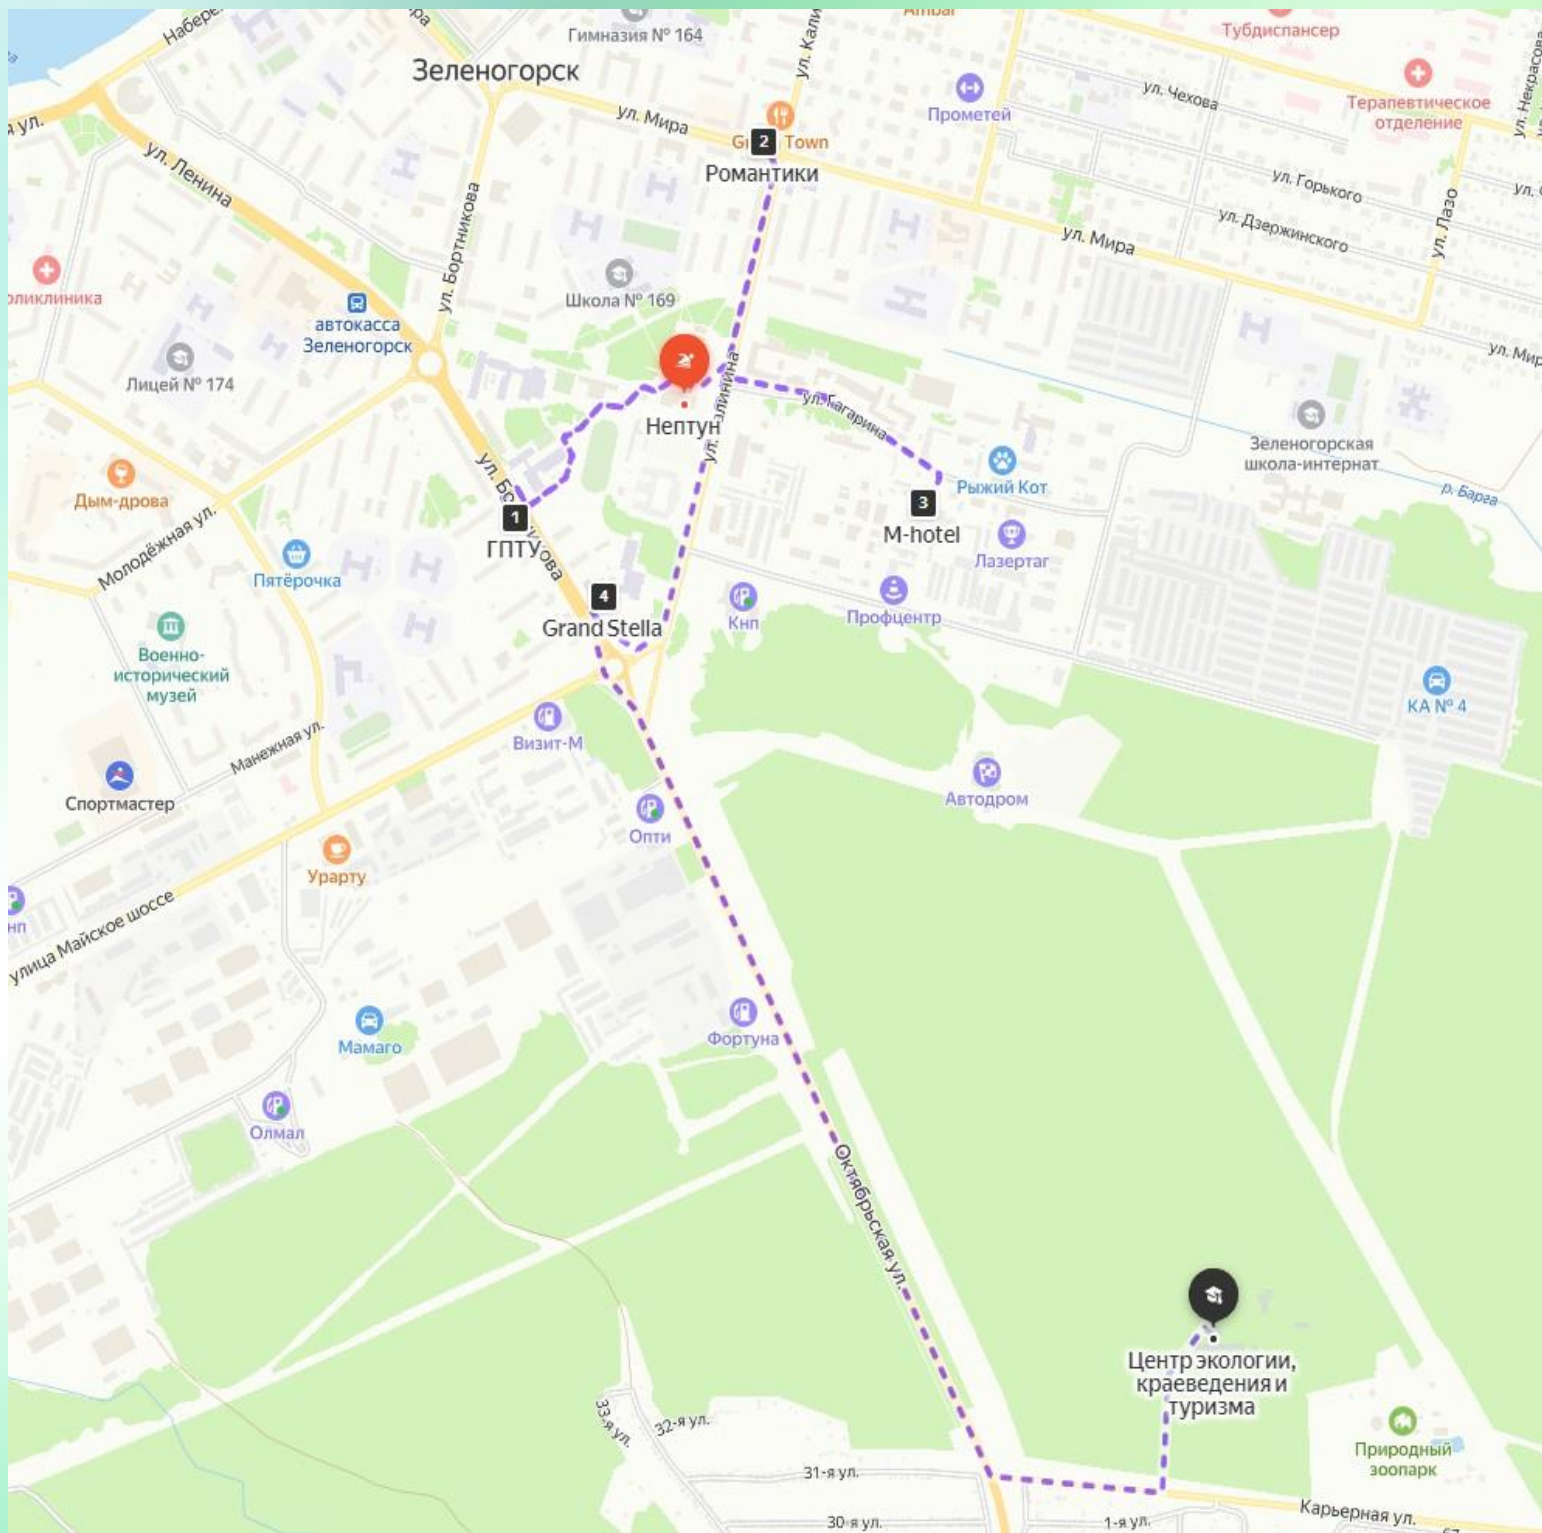 Набере
Гимназия № 164
ул. Кали
Ambar
Тубдиспансер
Зеленогорск
ул. Мира
Прометей
ул. Чехова
Терапевтическое
отделение
ул. Некрасова
я ул.
ул. Ленина
Town
2
Романтики
ул. Горького
ул. Дзержинского
ул. Лазо
ул. Мира
ул. Бортникова
оликлиника
автокасса
Зеленогорск
Школа № 169
Лицей № 174
ул. Мир
Нептун
ул. Гагарина
Зеленогорская
школа-интернат
р. Барга
Дым-дрова
Рыжий Кот
3
M-hotel
1
ГПТУ
Молодёжная ул.
Пятёрочка
Лазертаг
4
Grand Stella
Кнп
Профцентр
Военно-
исторический
музей
КА № 4
Визит-М
Манежная ул.
Спортмастер
Автодром
Опти
Урарту
нп
улица Майское шоссе
Мамаго
Фортуна
Олмал
Октябрьская ул.
Центр экологии,
краеведения и
туризма
33-я ул.
32-я ул.
Природный
зоопарк
31-я ул.
30-я ул.
1-я ул.
Карьерная ул.